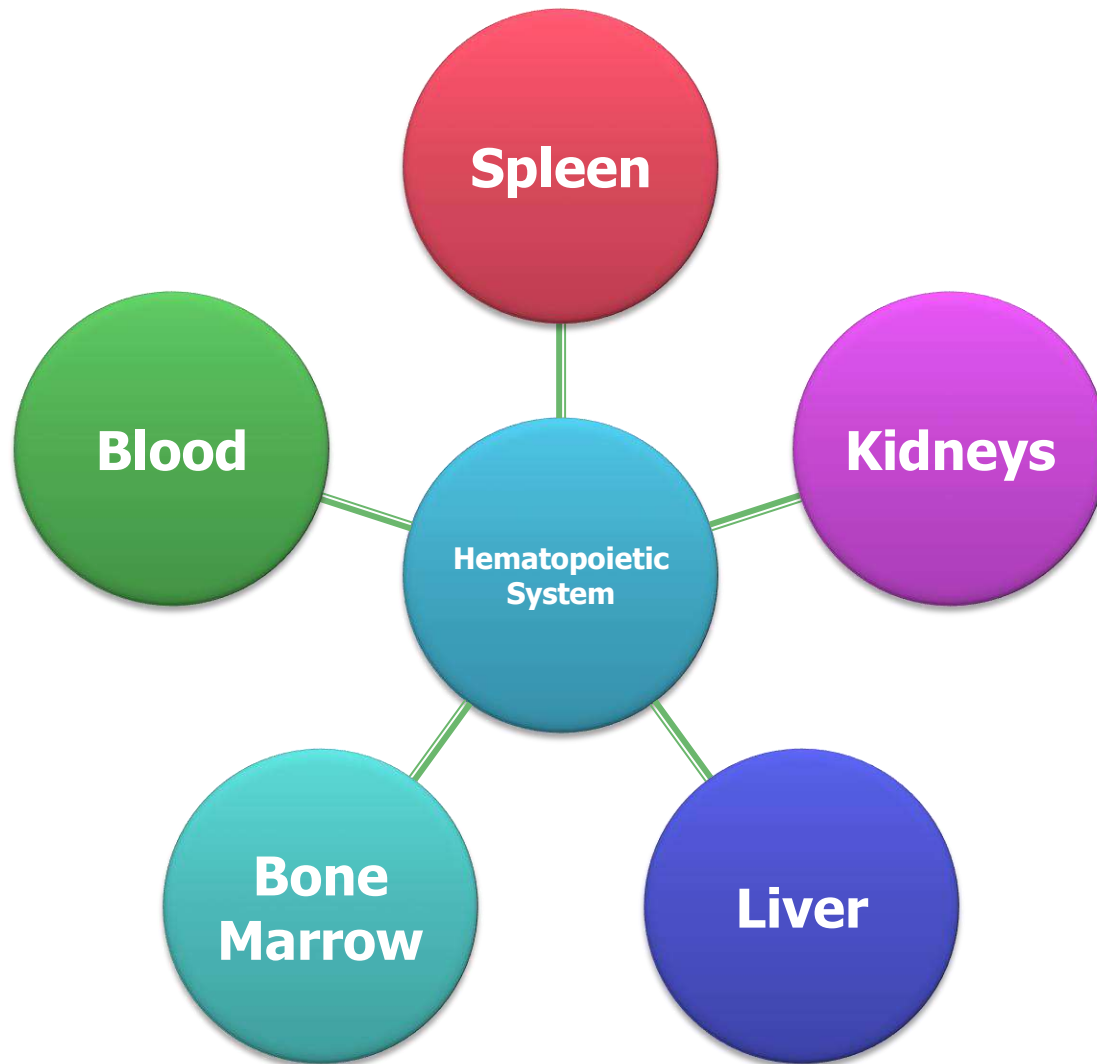 Spleen
Blood
Kidneys
Hematopoietic
System
Bone
Marrow
Liver